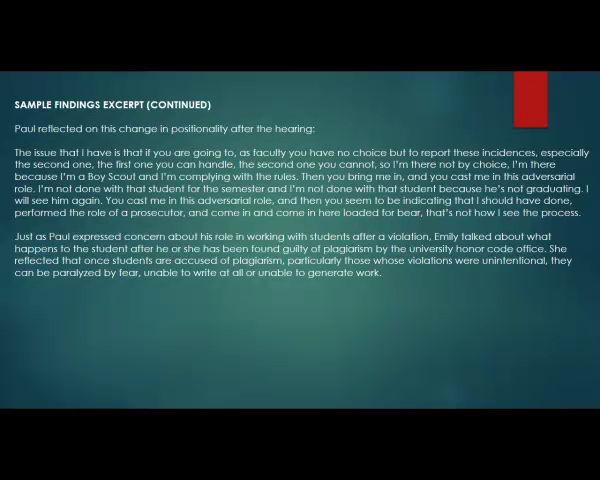 SAMPLE FINDINGS EXCERPT (CONTINUED)
Paul reflected on this change in positionality after the hearing:
The issue that I have is that if you are going to, as faculty you have no choice but to report these incidences, especially
the second one, the first one you can handle, the second one you cannot, so I'm there not by choice, I'm there
because I'm a Boy Scout and I'm complying with the rules. Then you bring me in, and you cast me in this adversarial
role. I'm not done with that student for the semester and I'm not done with that student because he's not graduating. I
will see him again. You cast me in this adversarial role, and then you seem to be indicating that I should have done,
performed the role of a prosecutor, and come in and come in here loaded for bear, that's not how I see the process.
Just as Paul expressed concern about his role in working with students after a violation, Emily talked about what
happens to the student after he or she has been found guilty of plagiarism by the university honor code office. She
reflected that once students are accused of plagiarism, particularly those whose violations were unintentional, they
can be paralyzed by fear, unable to write at all or unable to generate work.